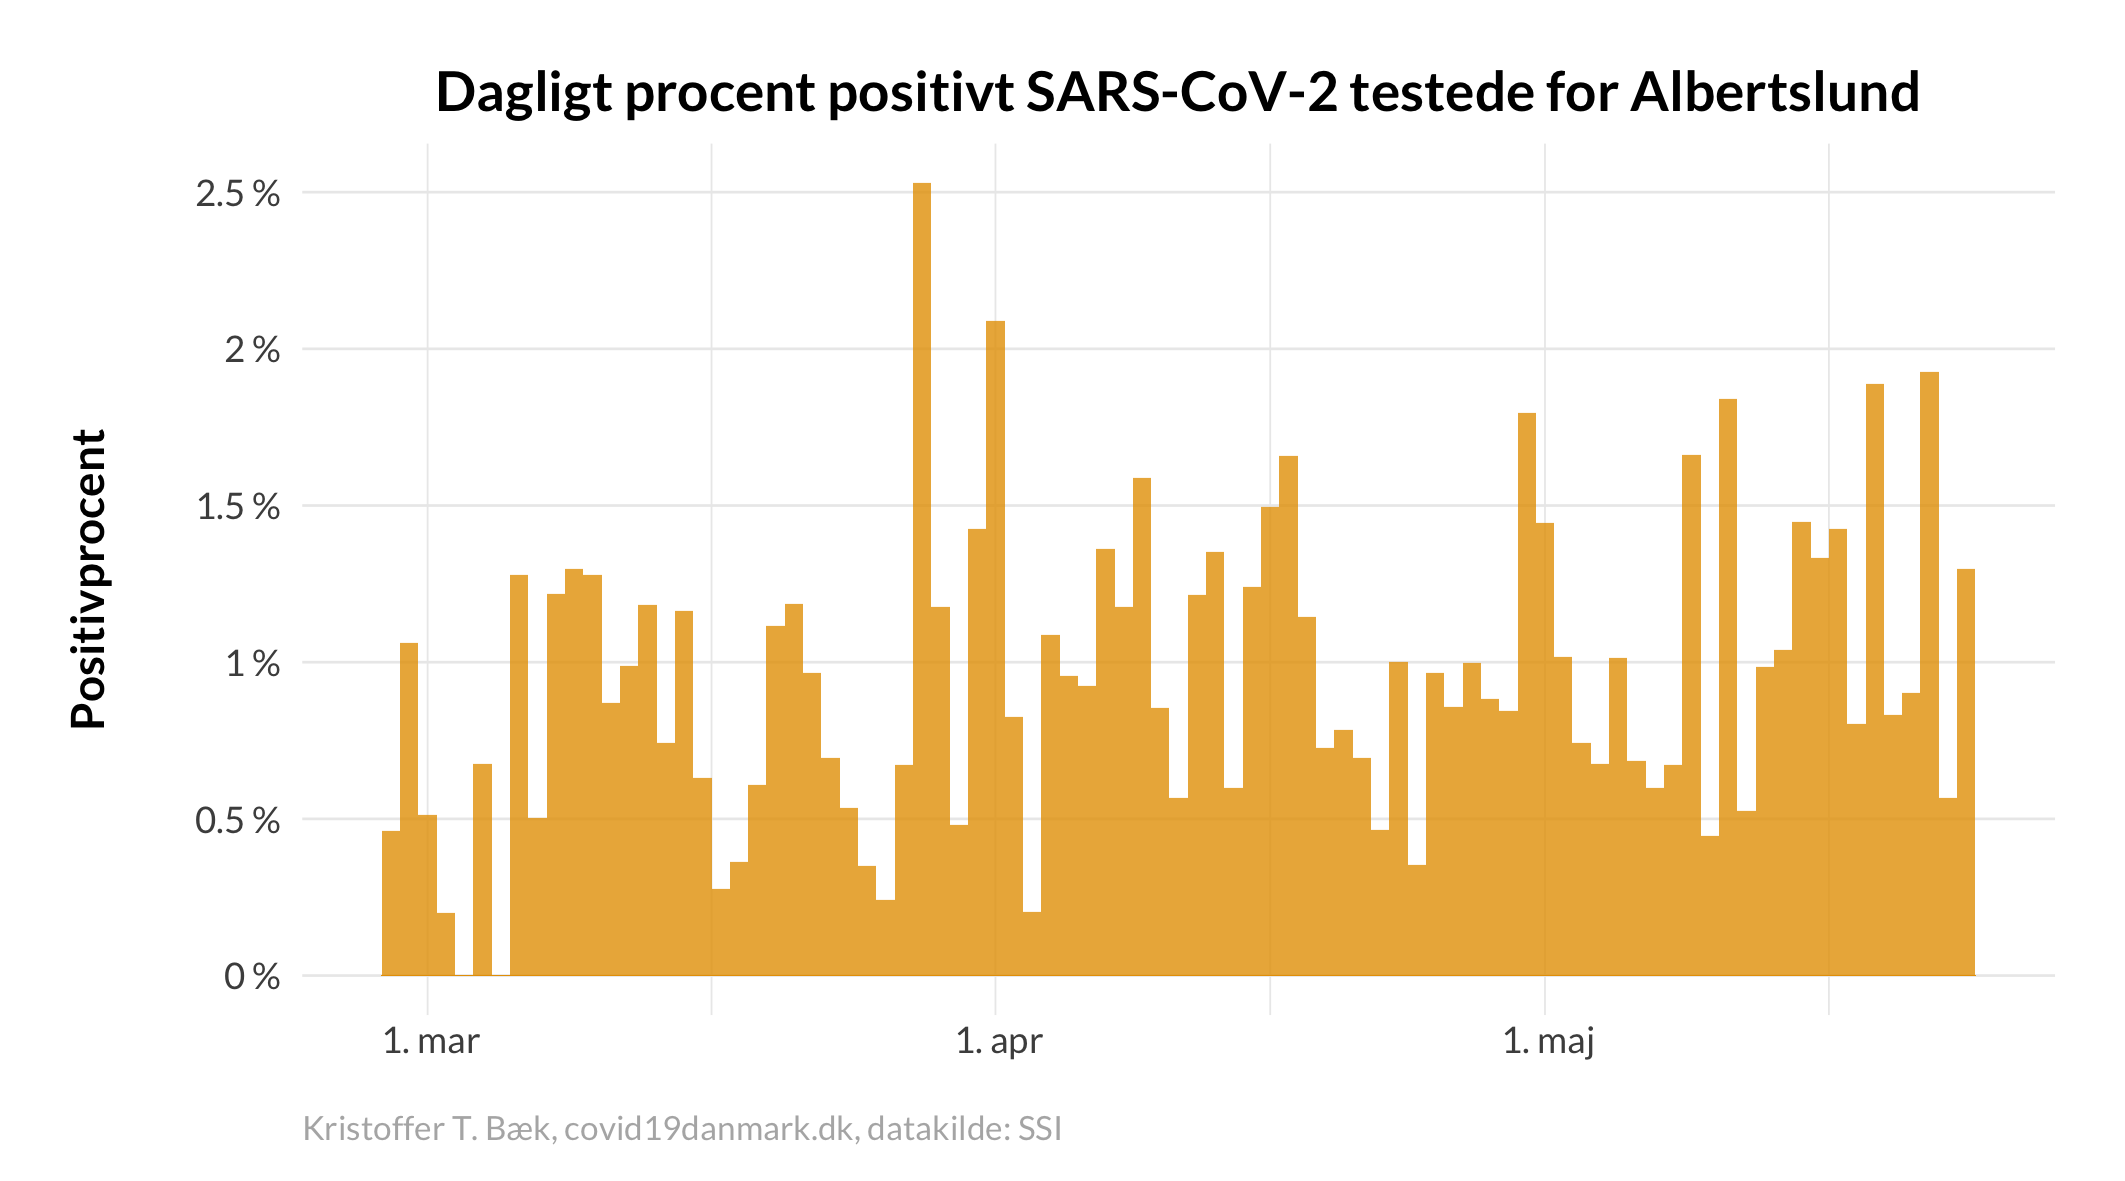 Dagligt procent positivt SARS-CoV-2 testede for Albertslund
Positivprocent
2.5 %
2 %
1.5 %
1 %
0.5 %
0 %
1. mar
1. apr
1. maj
Kristoffer T. Bæk, covid19danmark.dk, datakilde: SSI